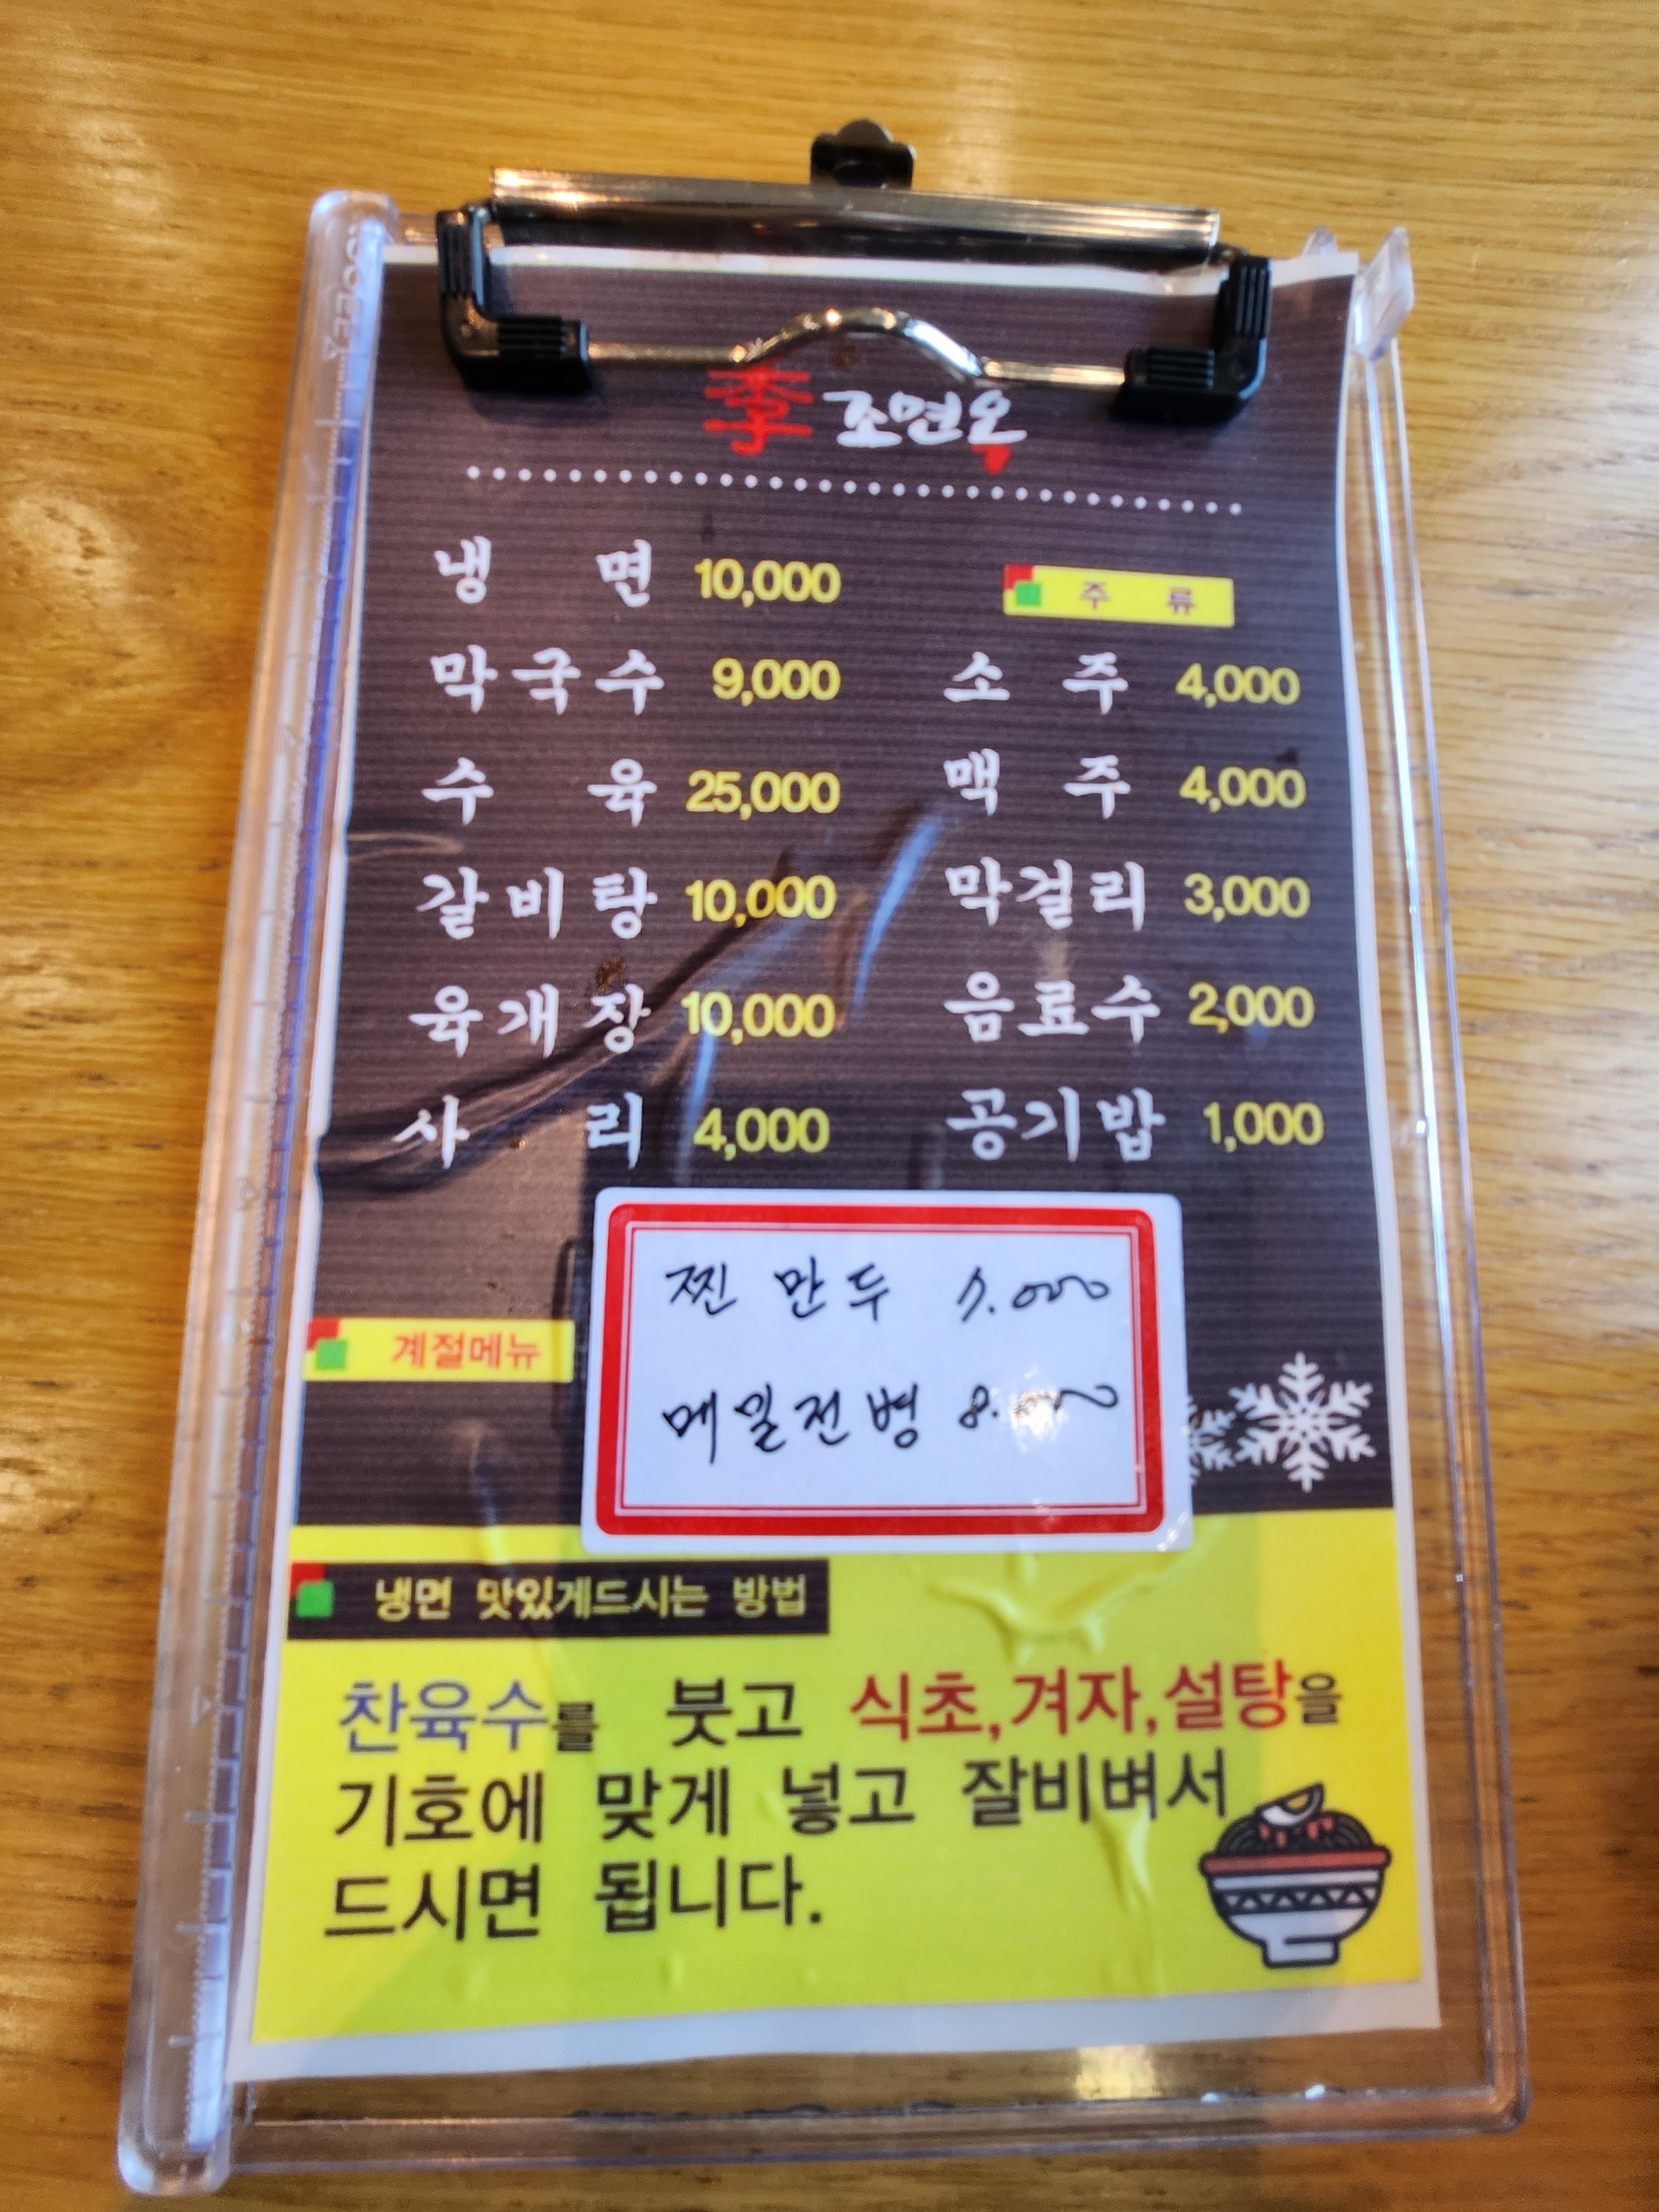 李 조면옥
냉 면 10,000
막국수 9,000
수 육 25,000
갈비탕 10,000
육개장 10,000
사 리 4,000
주 류
소 주 4,000
맥 주 4,000
막걸리 3,000
음료수 2,000
공기밥 1,000
계절메뉴
찐만두 7.000
메밀전병 8.000
냉면 맛있게드시는 방법
찬육수를 붓고 식초,겨자,설탕을
기호에 맞게 넣고 잘비벼서
드시면 됩니다.